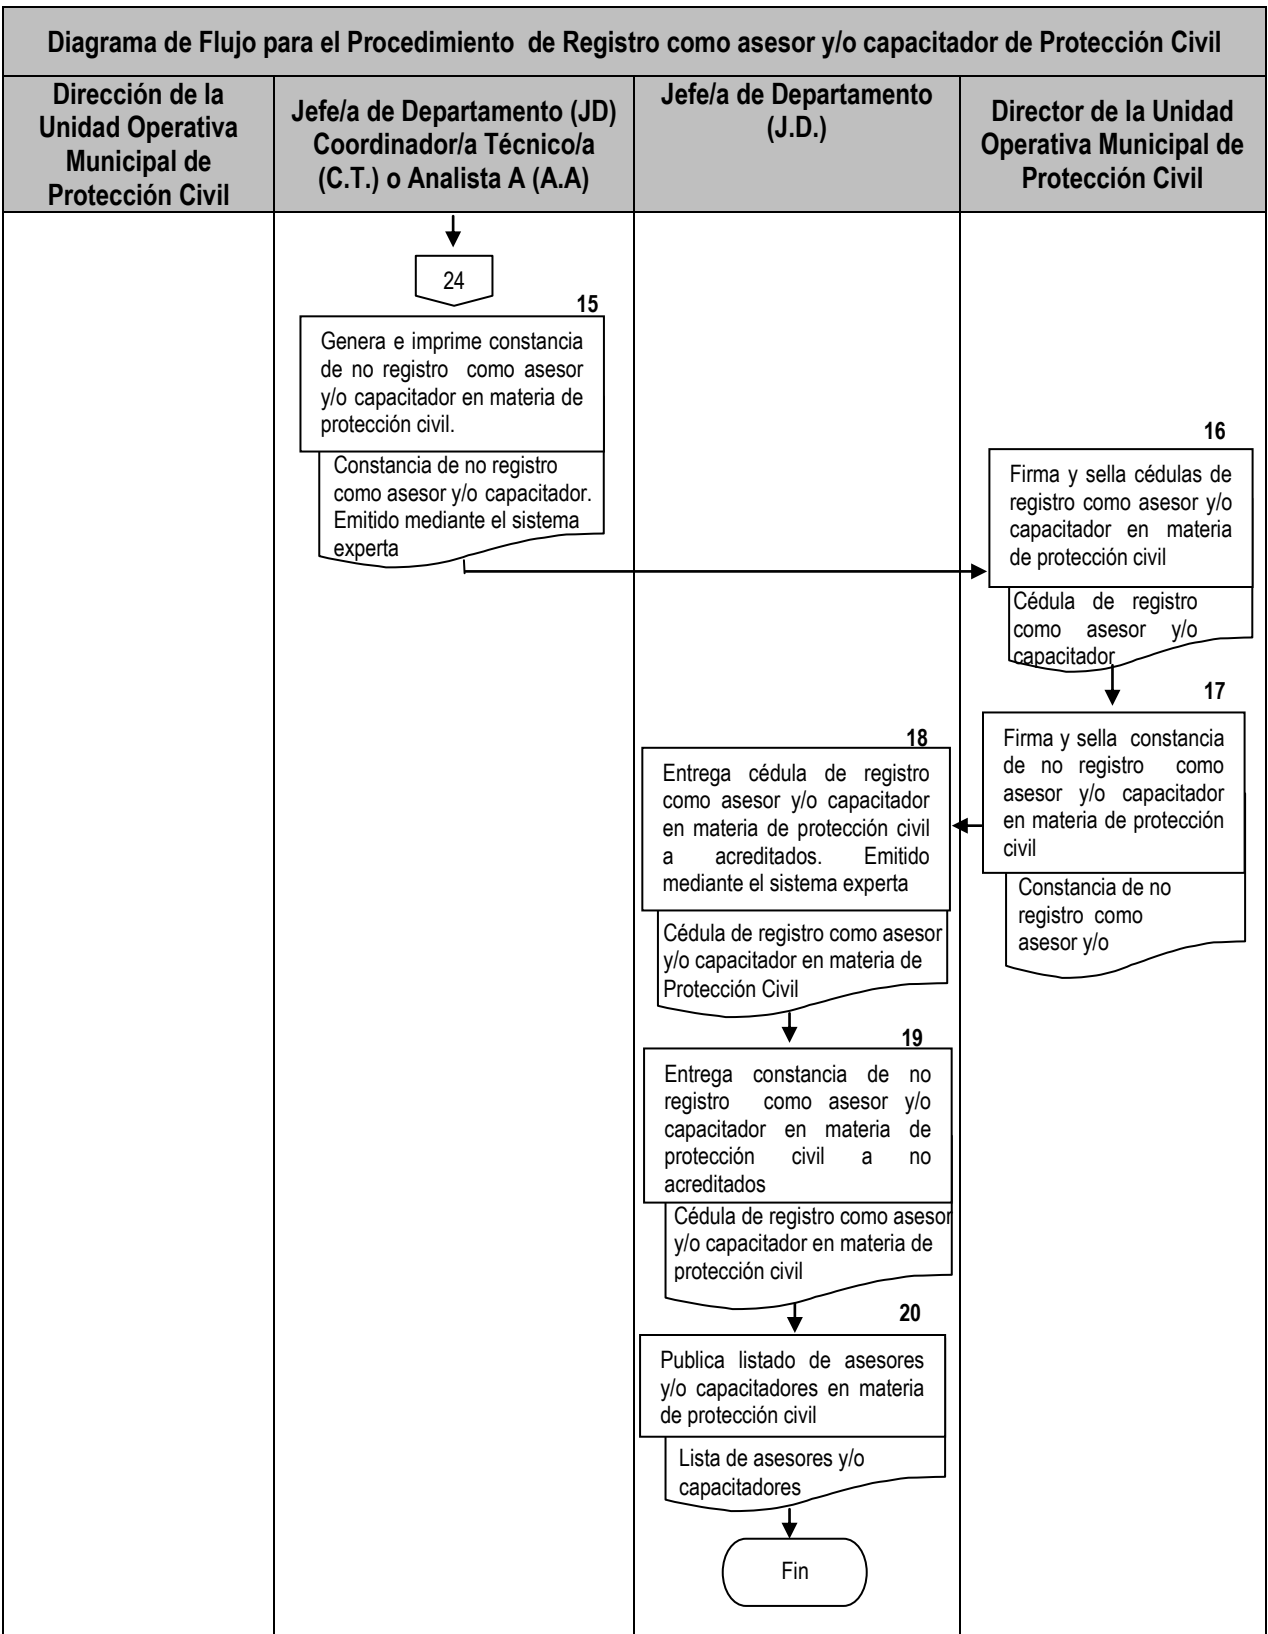 Diagrama de Flujo para el Procedimiento de Registro como asesor y/o capacitador de Protección Civil
Dirección de la
Unidad Operativa
Municipal de
Protección Civil
Jefe/a de Departamento (JD)
Coordinador/a Técnico/a
(C.T.) o Analista A (A.A)
Jefe/a de Departamento
(J.D.)
Director de la Unidad
Operativa Municipal de
Protección Civil
24
15
Genera e imprime constancia
de no registro como asesor
y/o capacitador en materia de
protección civil.
Constancia de no registro
como asesor y/o capacitador.
Emitido mediante el sistema
experta
16
Firma y sella cédulas de
registro como asesor y/o
capacitador en materia
de protección civil
Cédula de registro
como asesor y/o
capacitador
17
Firma y sella constancia
de no registro como
asesor y/o capacitador
en materia de protección
civil
Constancia de no
registro como
asesor y/o
18
Entrega cédula de registro
como asesor y/o capacitador
en materia de protección civil
a acreditados. Emitido
mediante el sistema experta
Cédula de registro como asesor
y/o capacitador en materia de
Protección Civil
19
Entrega constancia de no
registro como asesor y/o
capacitador en materia de
protección civil a no
acreditados
Cédula de registro como asesor
y/o capacitador en materia de
protección civil
20
Publica listado de asesores
y/o capacitadores en materia
de protección civil
Lista de asesores y/o
capacitadores
Fin